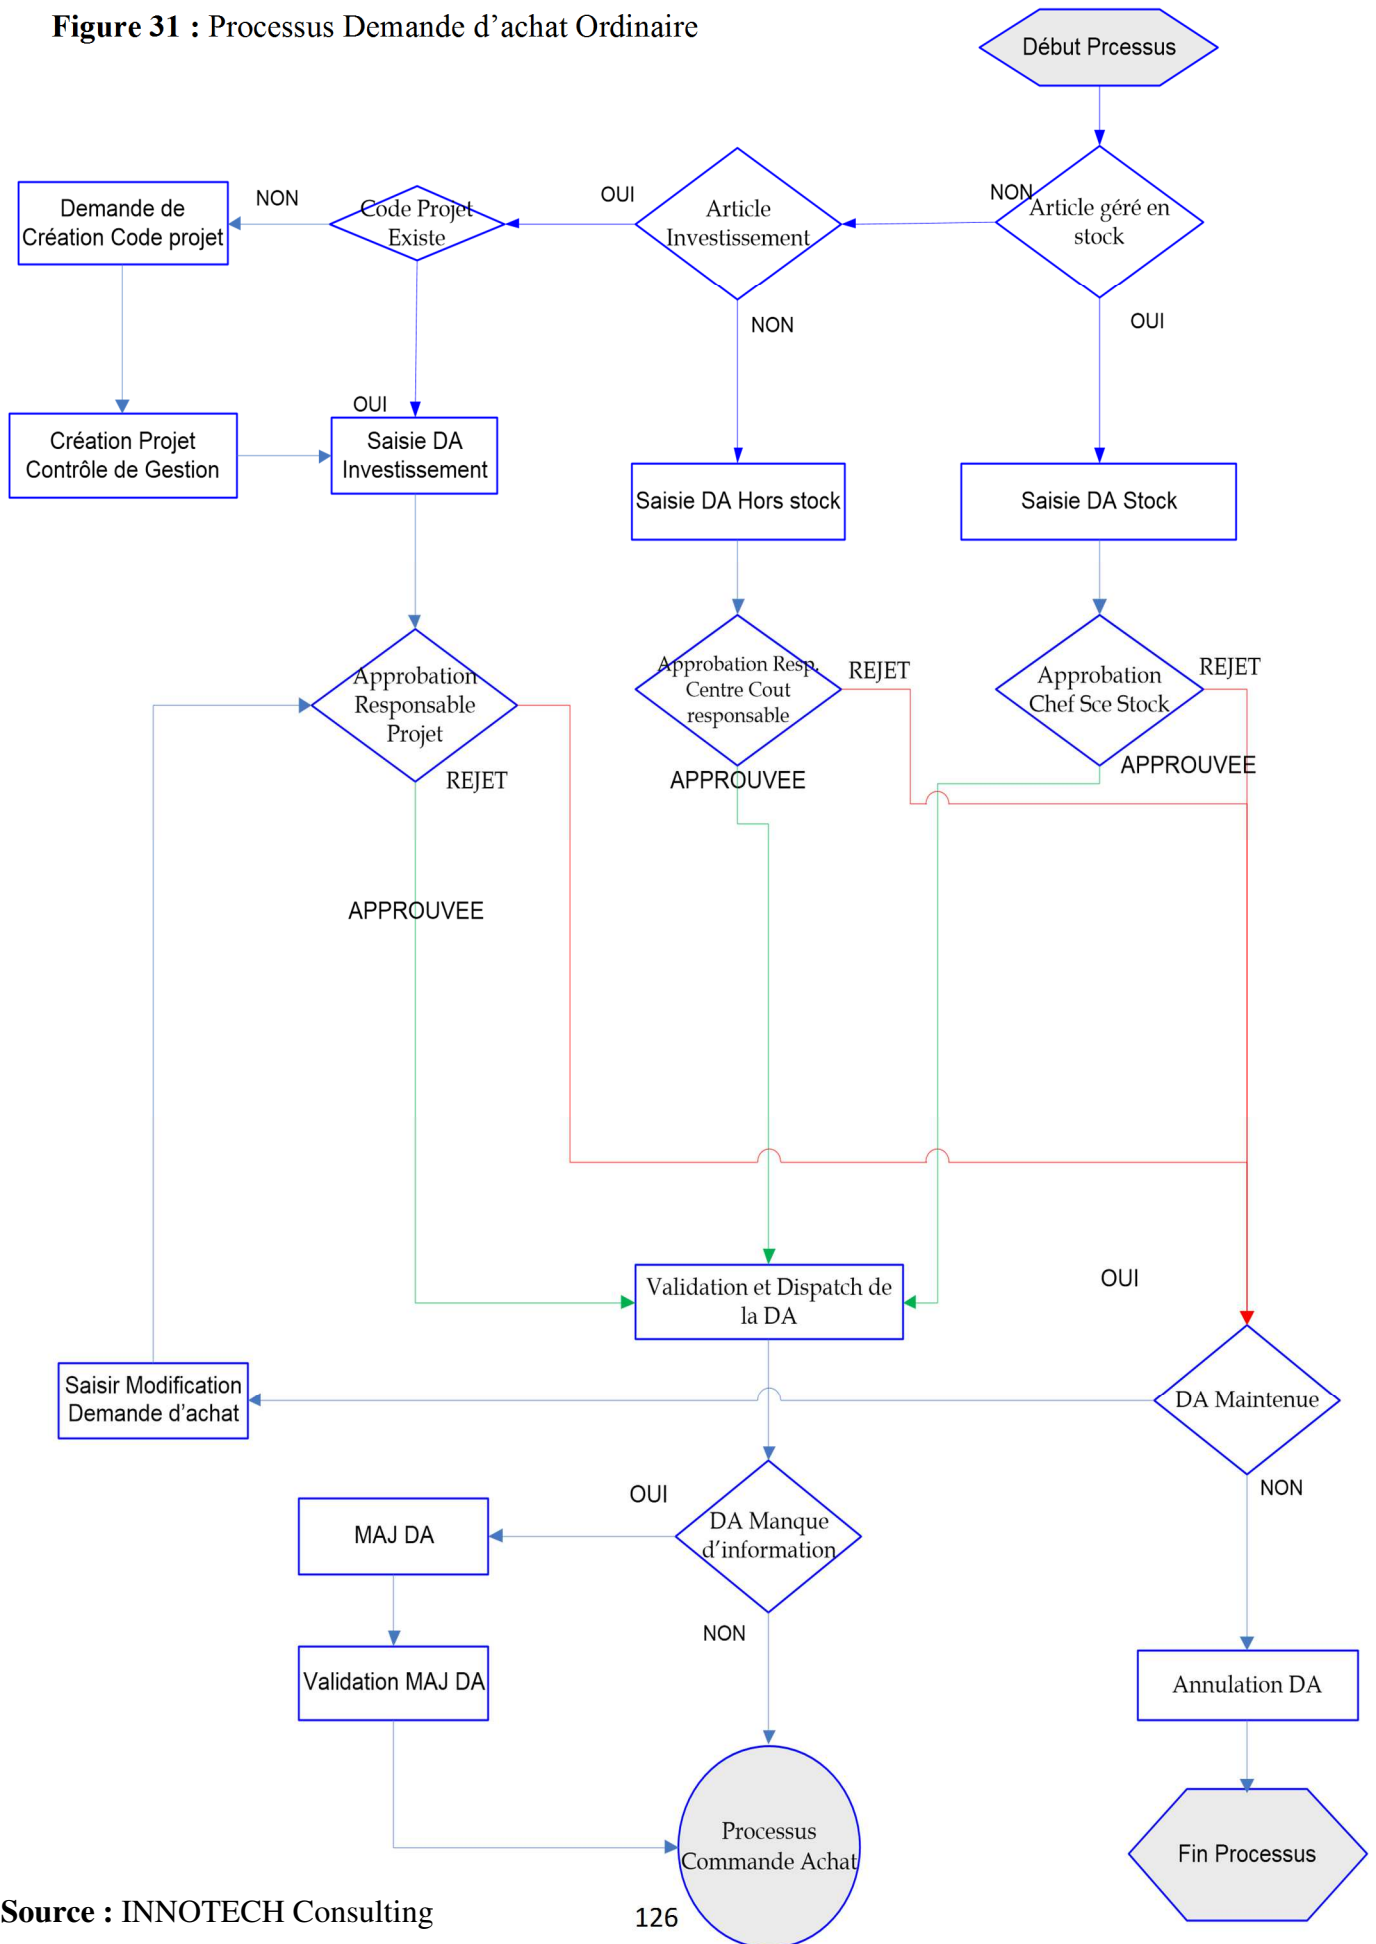 Figure 31 : Processus Demande d’achat Ordinaire
Début Prcessus
NON
OUI
NON
Demande de
Création Code projet
Code Projet
Existe
Article
Investissement
Article géré en
stock
NON
OUI
OUI
Création Projet
Contrôle de Gestion
Saisie DA
Investissement
Saisie DA Hors stock
Saisie DA Stock
Approbation
Responsable
Projet
REJET
Approbation Resp.
Centre Cout
responsable
REJET
Approbation
Chef Sce Stock
REJET
APPROUVEE
APPROUVEE
APPROUVEE
Validation et Dispatch de
la DA
OUI
Saisir Modification
Demande d’achat
DA Maintenue
NON
OUI
MAJ DA
DA Manque
d’information
NON
Validation MAJ DA
Annulation DA
Processus
Commande Achat
Fin Processus
Source : INNOTECH Consulting
126